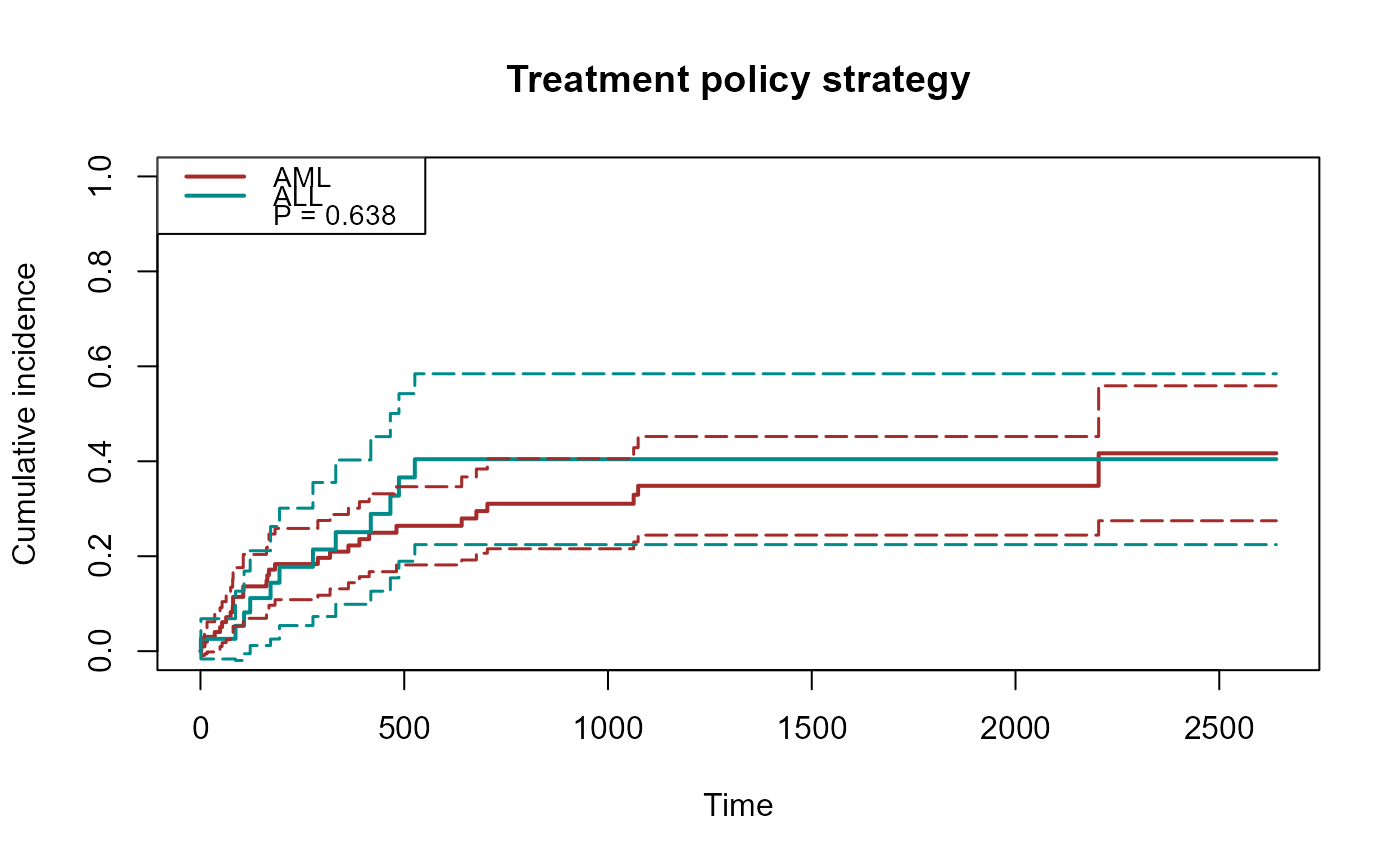 Treatment policy strategy
AML
ALL
P = 0.638
Cumulative incidence
1.0
0.8
0.6
0.4
0.2
0.0
0 500 1000 1500 2000 2500
Time